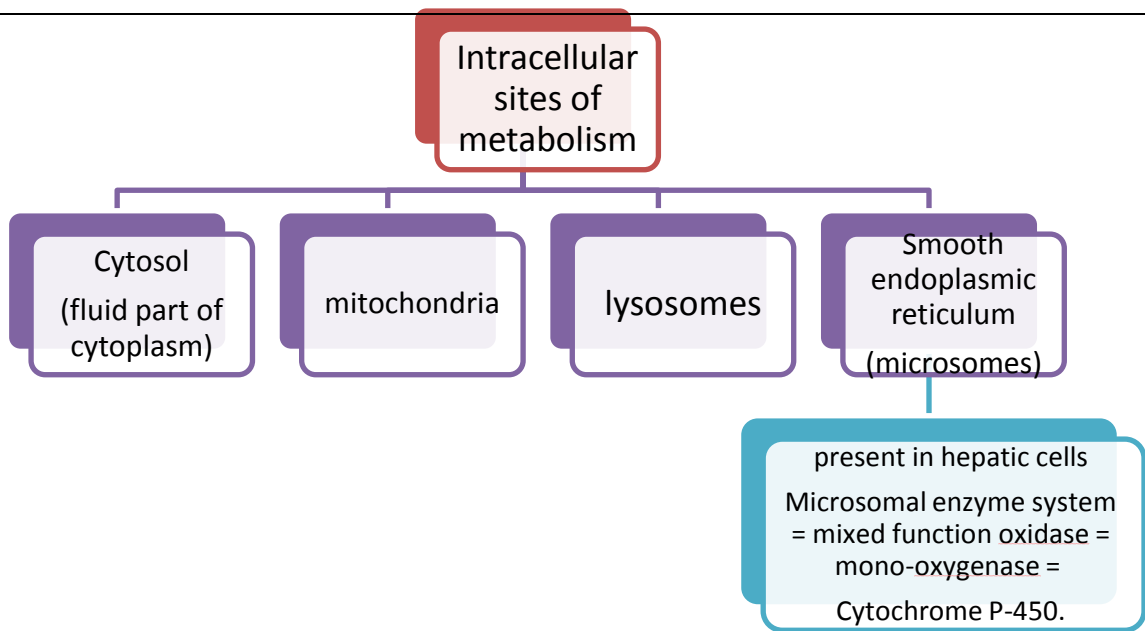 Intracellular
sites of
metabolism
Cytosol
(fluid part of
cytoplasm)
mitochondria
lysosomes
Smooth
endoplasmic
reticulum
(microsomes)
present in hepatic cells
Microsomal enzyme system
= mixed function oxidase =
mono-oxygenase =
Cytochrome P-450.